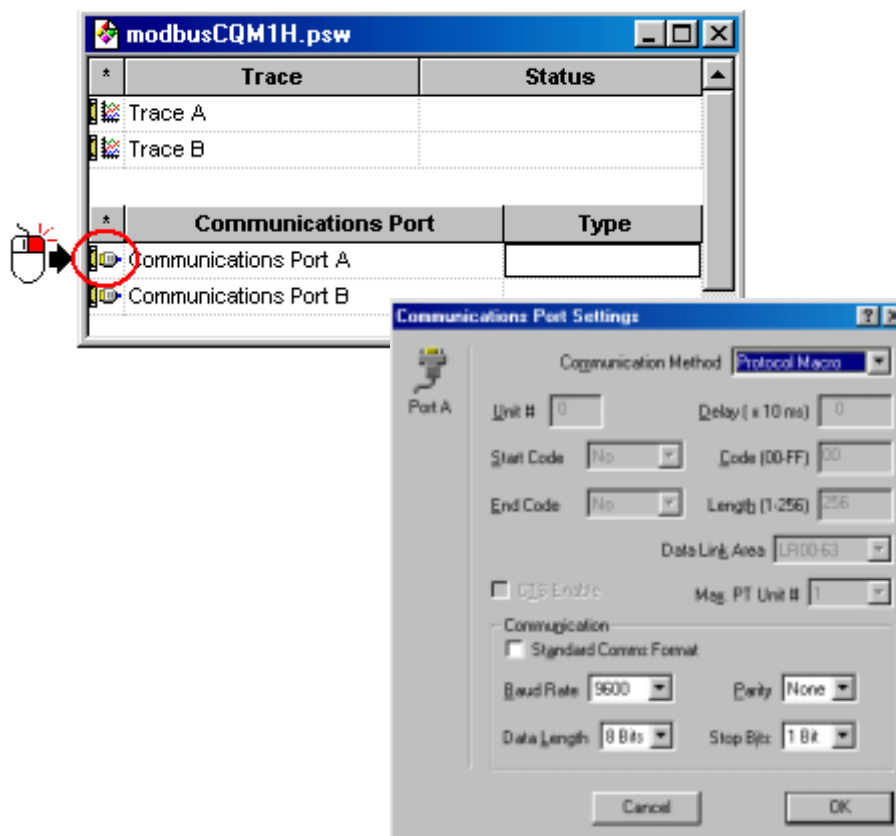 modbusCQM1H.psw
* Trace Status
Trace A
Trace B
* Communications Port Type
Communications Port A
Communications Port B
Communications Port Settings
Port A
Communication Method Protocol Macro
Unit # 0 Delay ( x 10 ms) 0
Start Code No Code (00-FF) 00
End Code No Length (1-256) 256
Data Link Area LR00-63
CTS Enable Max. PT Unit # 1
Communication
Standard Comms Format
Baud Rate 9600 Parity None
Data Length 8 Bits Stop Bits 1 Bit
Cancel OK